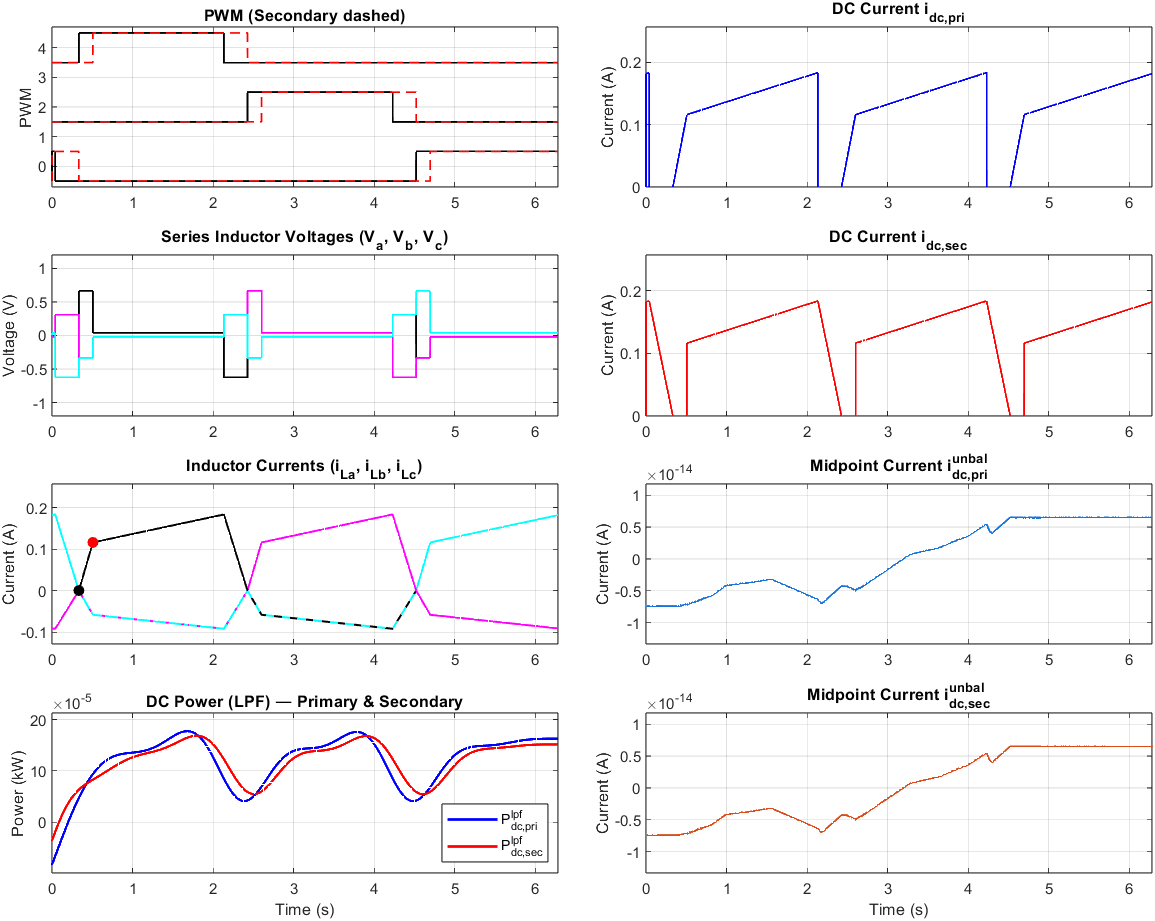 PWM (Secondary dashed)
PWM
4
3
2
1
0
0 1 2 3 4 5 6
DC Current i_dc,pri
Current (A)
0.2
0.1
0
0 1 2 3 4 5 6
Series Inductor Voltages (V_a, V_b, V_c)
Voltage (V)
1
0.5
0
-0.5
-1
0 1 2 3 4 5 6
DC Current i_dc,sec
Current (A)
0.2
0.1
0
0 1 2 3 4 5 6
Inductor Currents (i_La, i_Lb, i_Lc)
Current (A)
0.2
0.1
0
-0.1
0 1 2 3 4 5 6
Midpoint Current i_dc,pri^unbal
×10^-14
Current (A)
1
0.5
0
-0.5
-1
0 1 2 3 4 5 6
DC Power (LPF) — Primary & Secondary
×10^-5
Power (kW)
20
10
0
P_dc,pri^lpf
P_dc,sec^lpf
0 1 2 3 4 5 6
Time (s)
Midpoint Current i_dc,sec^unbal
×10^-14
Current (A)
1
0.5
0
-0.5
-1
0 1 2 3 4 5 6
Time (s)